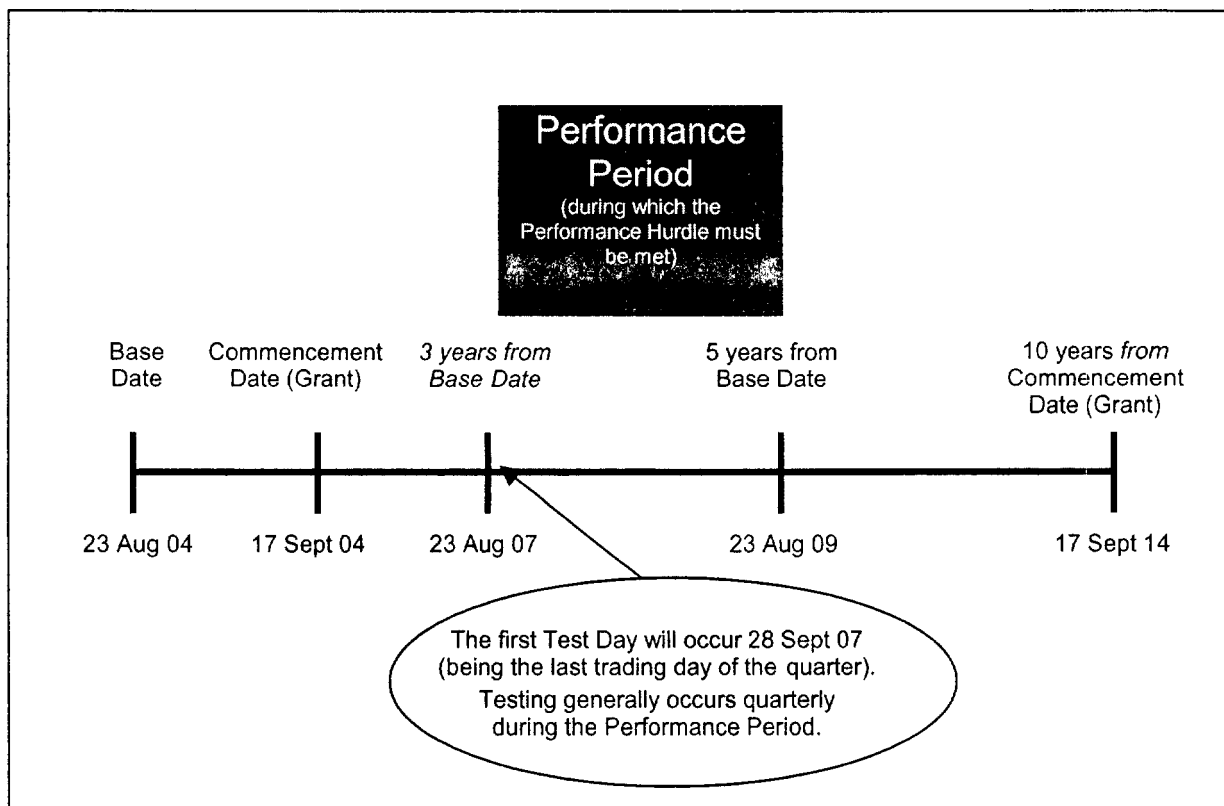 Performance
Period
(during which the
Performance Hurdle must
be met)
Base
Date
Commencement
Date (Grant)
3 years from
Base Date
5 years from
Base Date
10 years from
Commencement
Date (Grant)
23 Aug 04
17 Sept 04
23 Aug 07
23 Aug 09
17 Sept 14
The first Test Day will occur 28 Sept 07
(being the last trading day of the quarter).
Testing generally occurs quarterly
during the Performance Period.